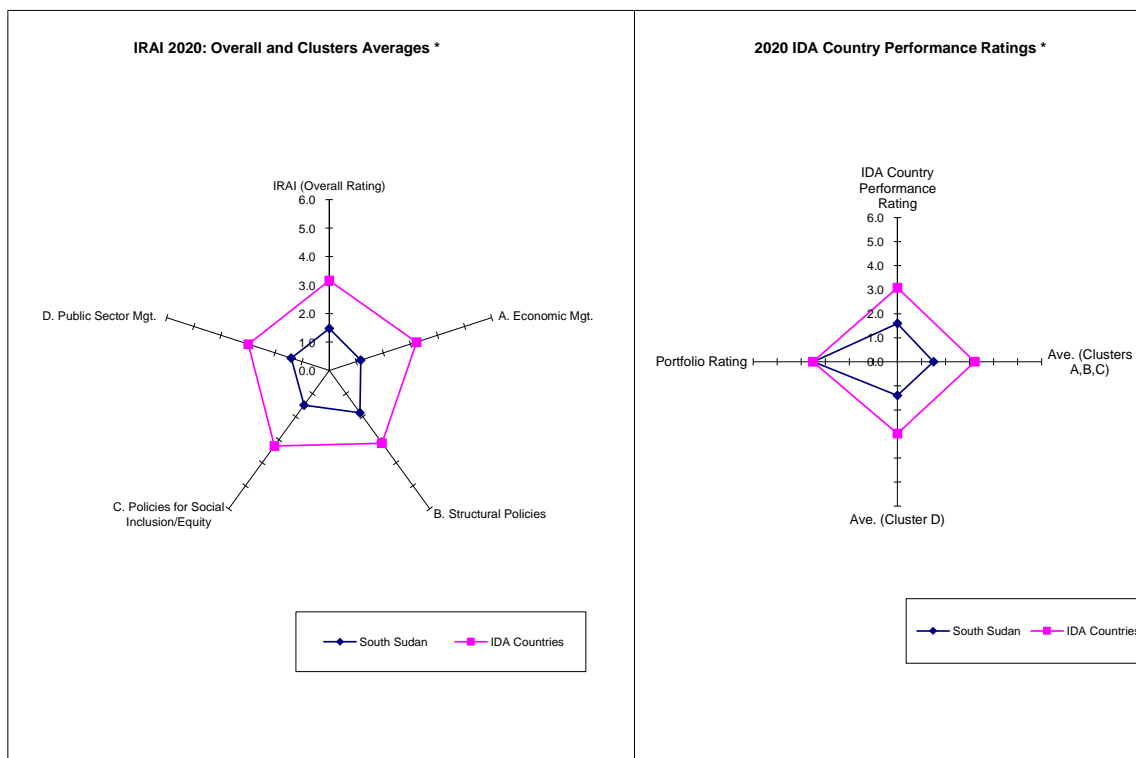 IRAI 2020: Overall and Clusters Averages *
IRAI (Overall Rating)
6.0
5.0
4.0
3.0
2.0
1.0
0.0
A. Economic Mgt.
B. Structural Policies
C. Policies for Social
Inclusion/Equity
D. Public Sector Mgt.
South Sudan
IDA Countries
2020 IDA Country Performance Ratings *
IDA Country
Performance
Rating
6.0
5.0
4.0
3.0
2.0
1.0
0.0
Ave. (Clusters
A,B,C)
Ave. (Cluster D)
Portfolio Rating
South Sudan
IDA Countries